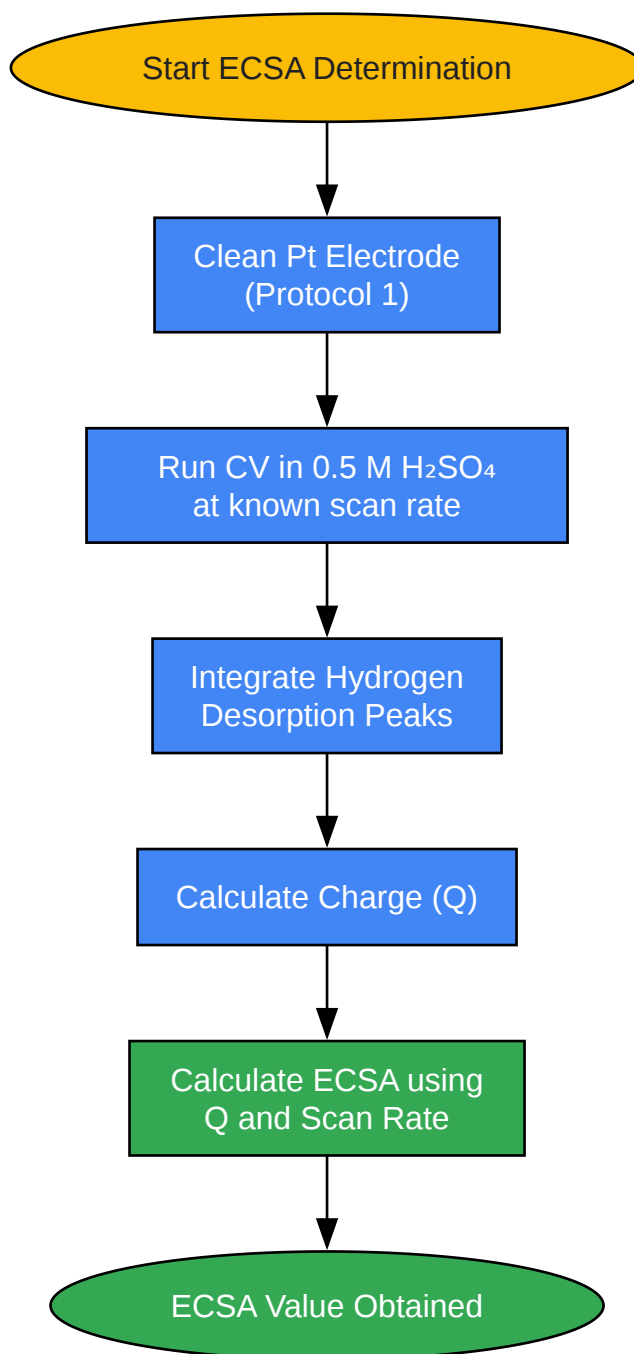 Start ECSA Determination
Clean Pt Electrode
(Protocol 1)
Run CV in 0.5 M H₂SO₄
at known scan rate
Integrate Hydrogen
Desorption Peaks
Calculate Charge (Q)
Calculate ECSA using
Q and Scan Rate
ECSA Value Obtained